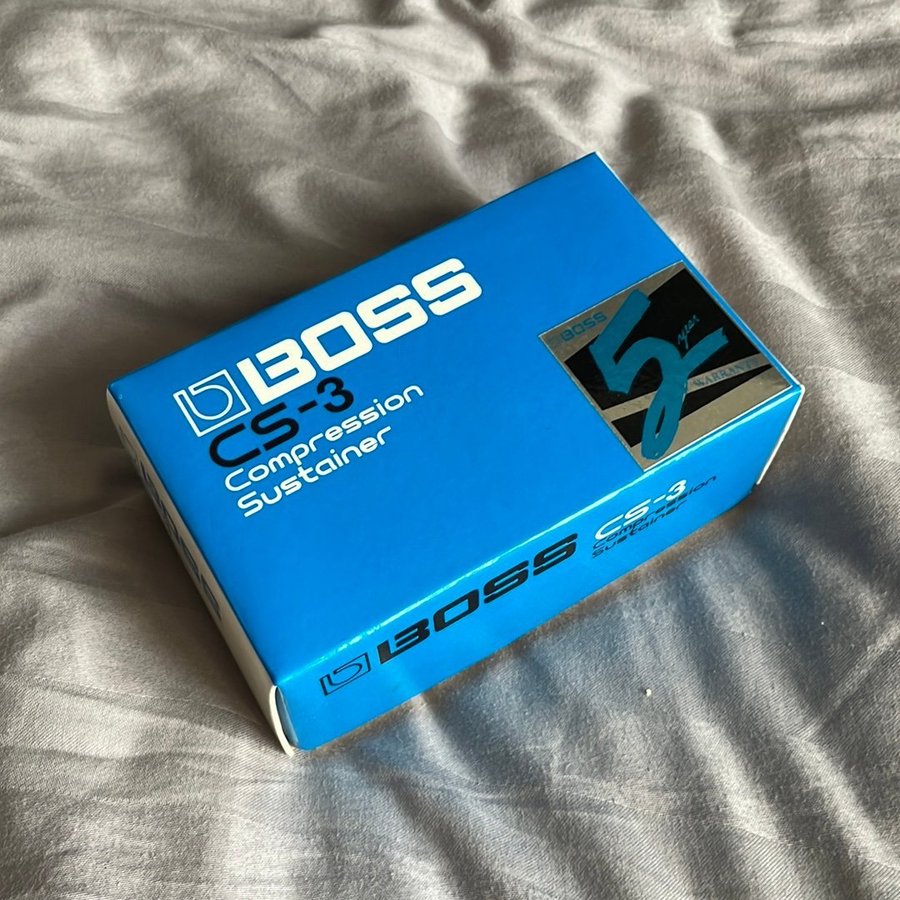 BOSS
CS-3
Compression
Sustainer
BOSS
5
year
WARRANTY
BOSS
CS-3
Compression
Sustainer